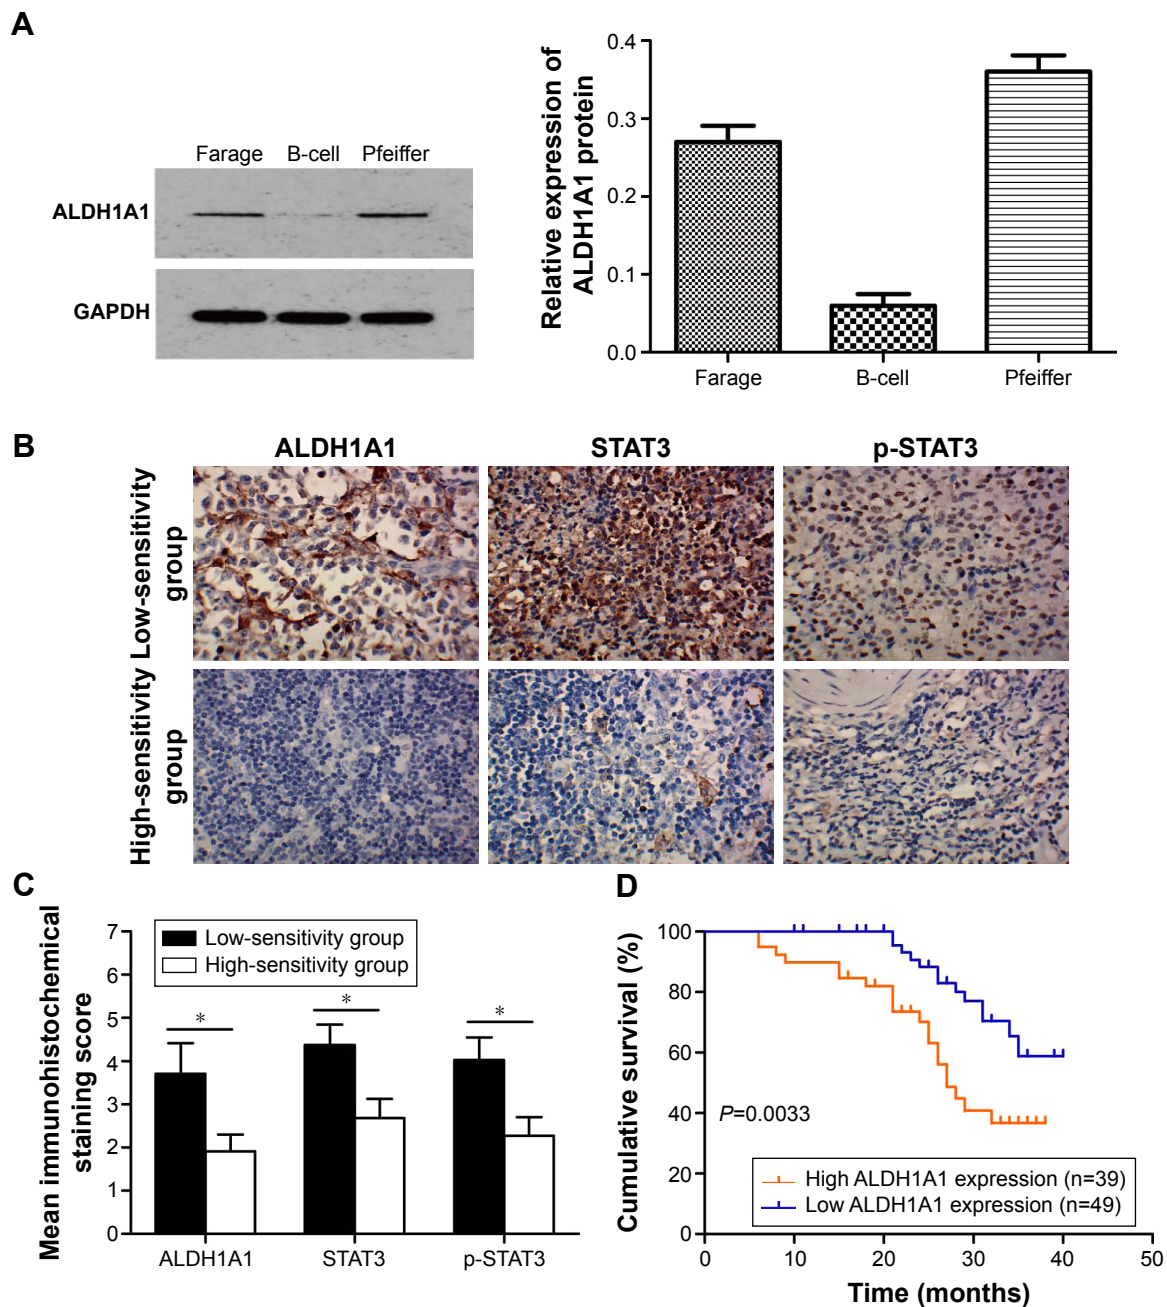 A
Farage B-cell Pfeiffer
ALDH1A1
GAPDH
Relative expression of
ALDH1A1 protein
0.4
0.3
0.2
0.1
0.0
Farage B-cell Pfeiffer
B
ALDH1A1 STAT3 p-STAT3
Low-sensitivity
group
High-sensitivity
group
C
Mean immunohistochemical
staining score
7
6
5
4
3
2
1
0
Low-sensitivity group
High-sensitivity group
* * *
ALDH1A1 STAT3 p-STAT3
D
Cumulative survival (%)
100
80
60
40
20
0
P=0.0033
High ALDH1A1 expression (n=39)
Low ALDH1A1 expression (n=49)
0 10 20 30 40 50
Time (months)